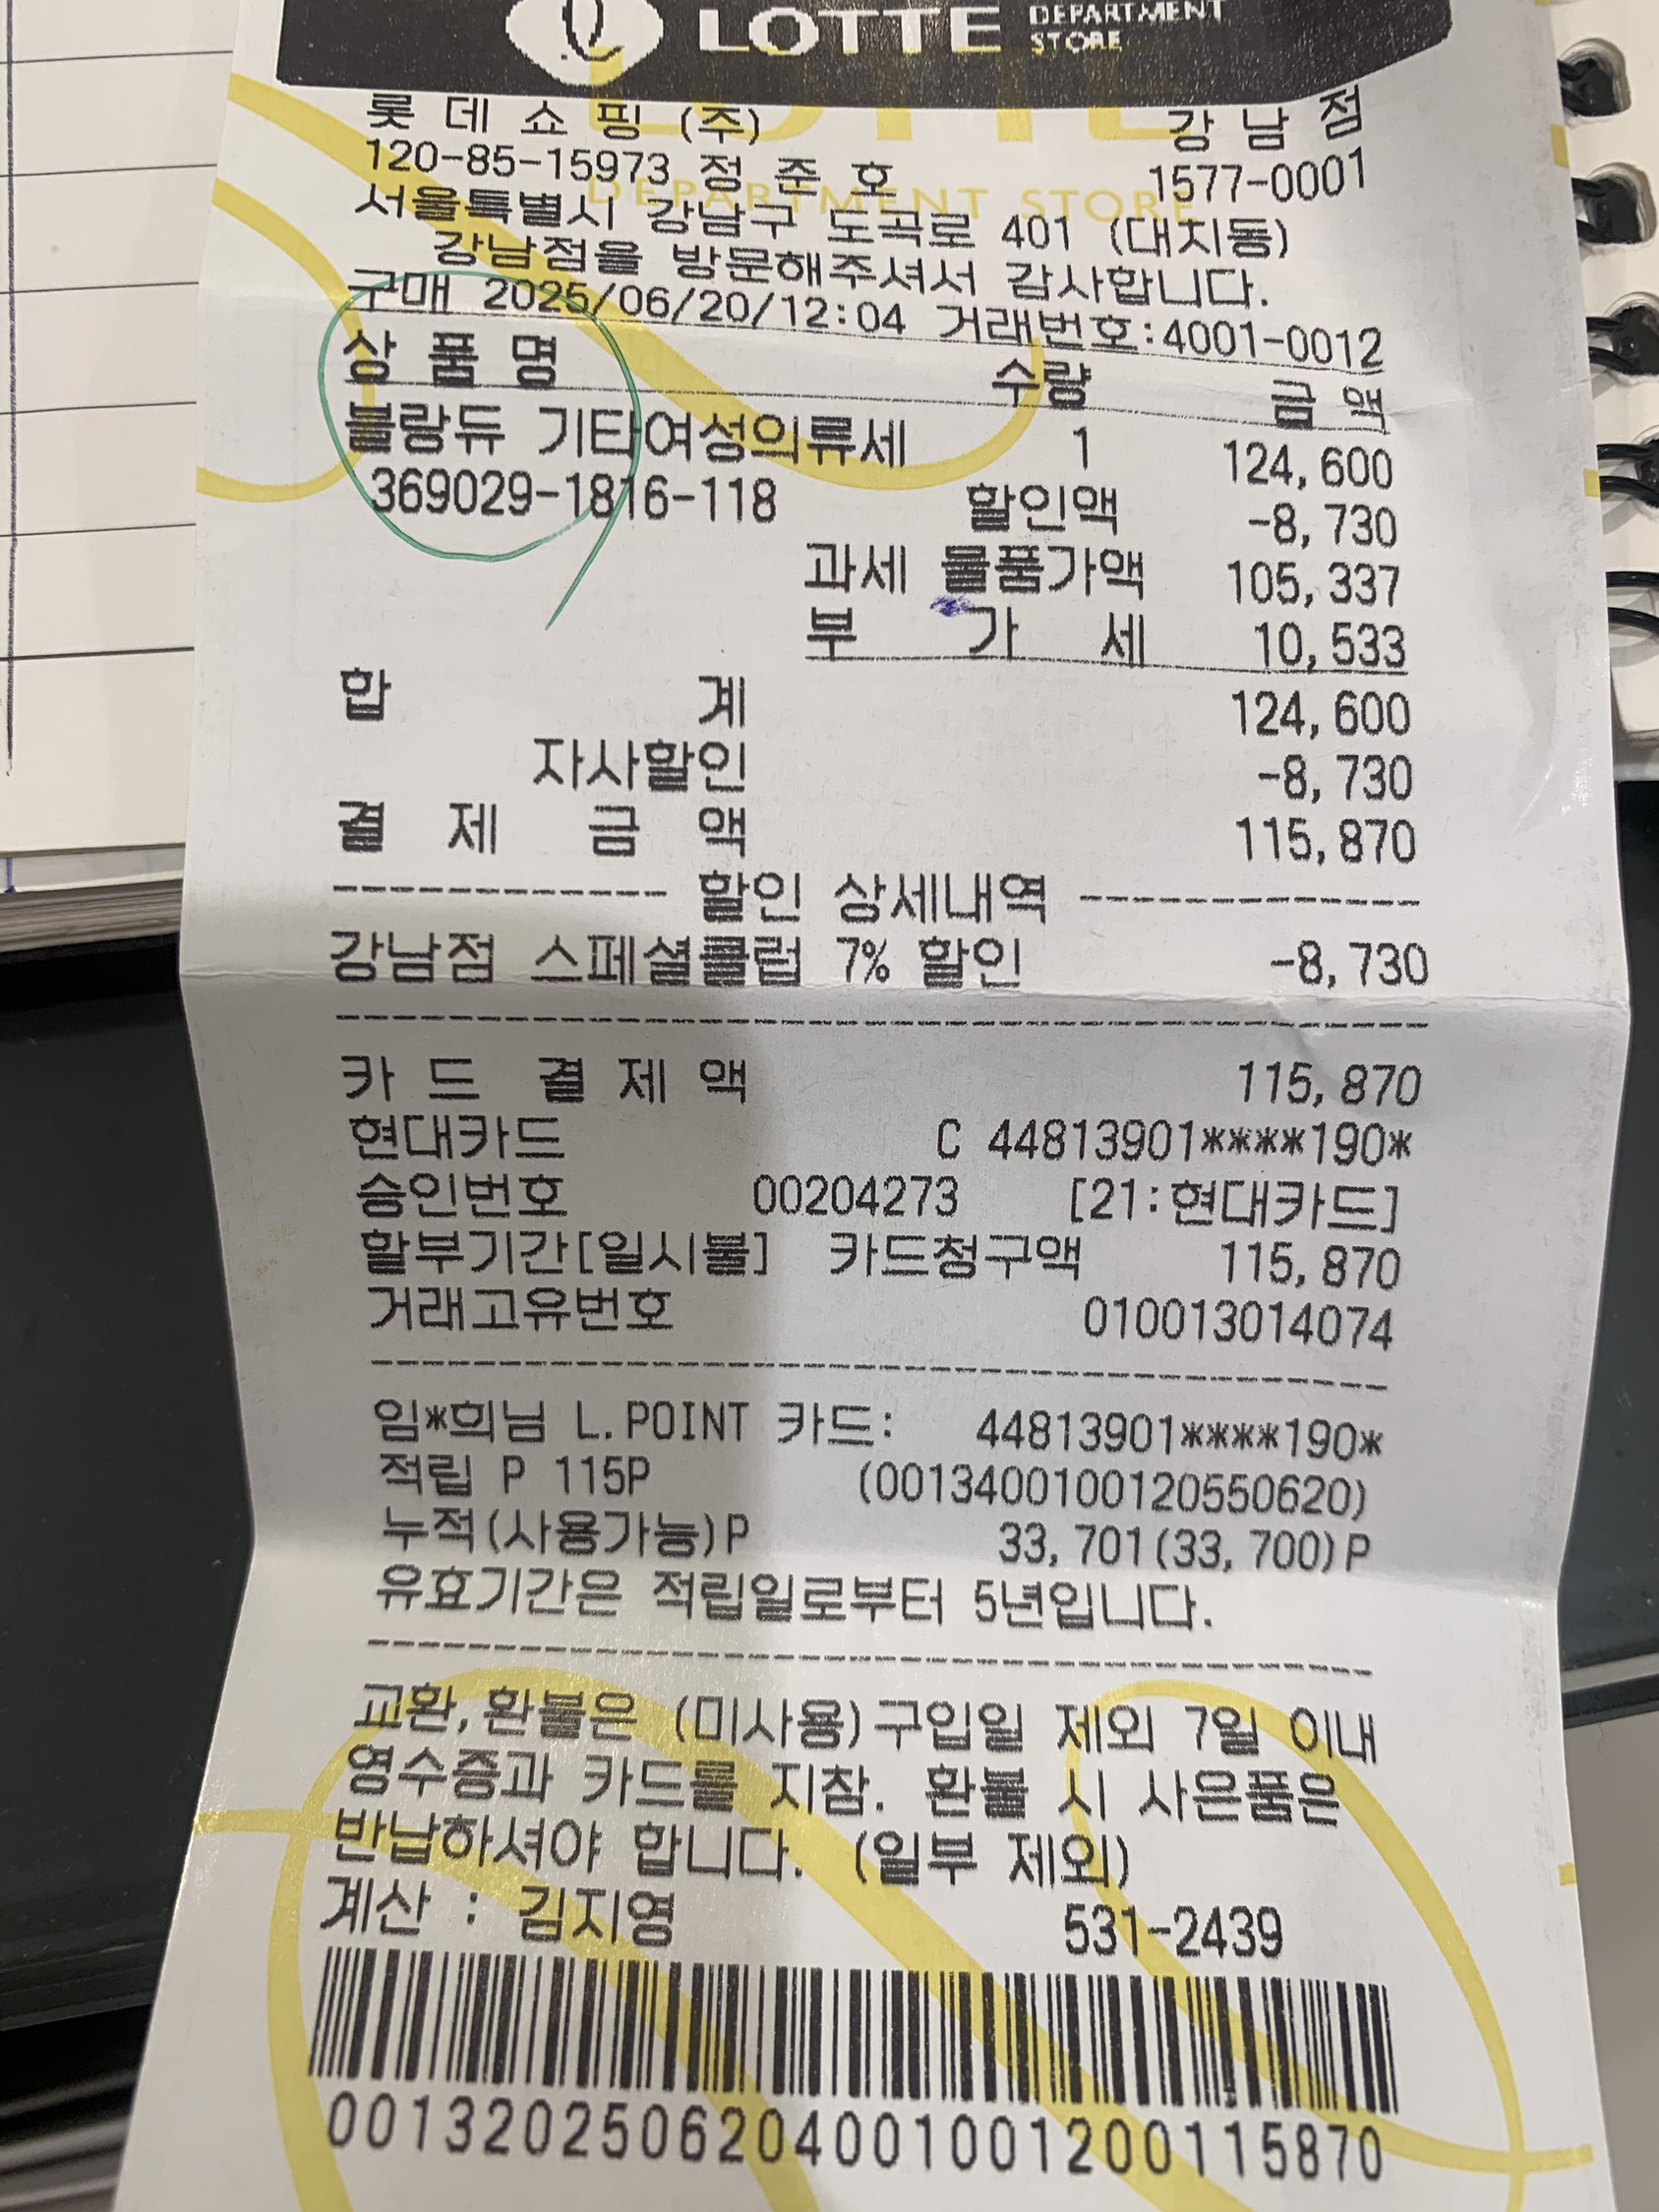 LOTTE DEPARTMENT STORE
롯데쇼핑(주) 강남점
120-85-15973 정준호 1577-0001
DEPARTMENT STORE
서울특별시 강남구 도곡로 401 (대치동)
강남점을 방문해주셔서 감사합니다.
구매 2025/06/20/12:04 거래번호:4001-0012
상품명 수량 금액
블랑듀 기타여성의류세 1 124,600
369029-1816-118 할인액 -8,730
과세 물품가액 105,337
부가세 10,533
합계 124,600
자사할인 -8,730
결제금액 115,870
------------- 할인 상세내역 -------------
강남점 스페셜클럽 7% 할인 -8,730
카드 결제액 115,870
현대카드 C 44813901****190*
승인번호 00204273 [21:현대카드]
할부기간[일시불] 카드청구액 115,870
거래고유번호 010013014074
임*희님 L.POINT 카드: 44813901****190*
적립 P 115P (0013400100120550620)
누적(사용가능)P 33,701(33,700)P
유효기간은 적립일로부터 5년입니다.
교환,환불은 (미사용)구입일 제외 7일 이내
영수증과 카드를 지참. 환불 시 사은품은
반납하셔야 합니다. (일부 제외)
계산 : 김지영 531-2439
0013202506204001001200115870